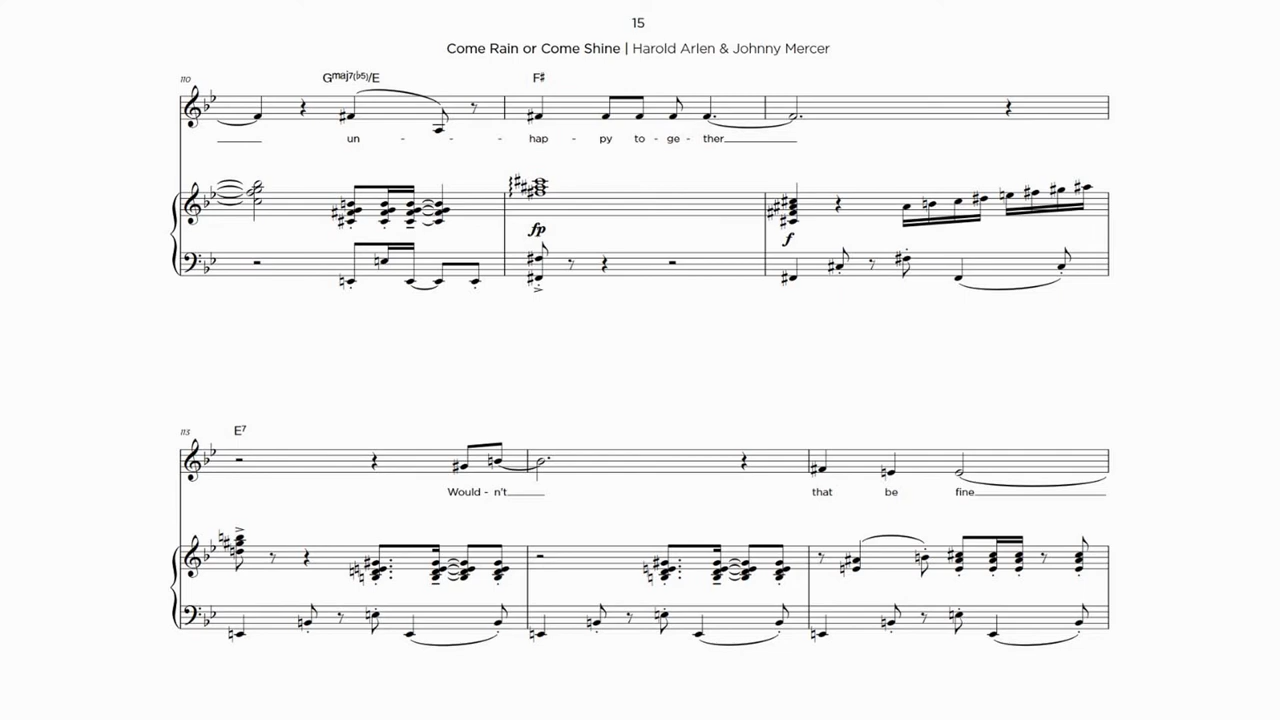 15
Come Rain or Come Shine | Harold Arlen & Johnny Mercer
110
Gmaj7(♭5)/E F♯
un - - - hap - py to - ge - ther
fp f
113
E7
Would - n't that be fine